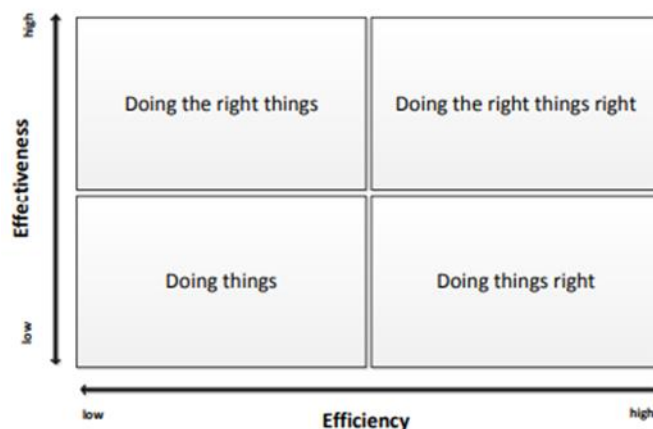 high
Doing the right things
Doing the right things right
Effectiveness
Doing things
Doing things right
low
low
high
Efficiency